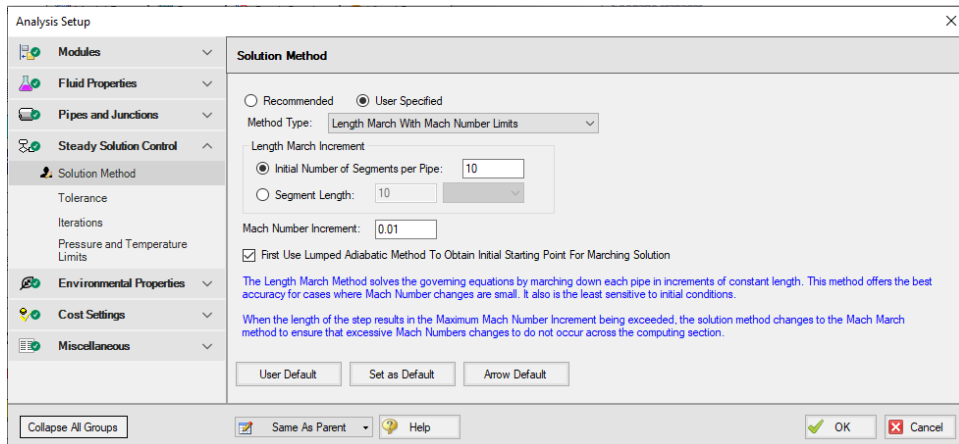 Analysis Setup
Modules
Fluid Properties
Pipes and Junctions
Steady Solution Control
Solution Method
Tolerance
Iterations
Pressure and Temperature
Limits
Environmental Properties
Cost Settings
Miscellaneous
Collapse All Groups
Solution Method
Recommended
User Specified
Method Type:
Length March With Mach Number Limits
Length March Increment
Initial Number of Segments per Pipe:
10
Segment Length:
10
Mach Number Increment:
0.01
First Use Lumped Adiabatic Method To Obtain Initial Starting Point For Marching Solution
The Length March Method solves the governing equations by marching down each pipe in increments of constant length. This method offers the best
accuracy for cases where Mach Number changes are small. It also is the least sensitive to initial conditions.
When the length of the step results in the Maximum Mach Number Increment being exceeded, the solution method changes to the Mach March
method to ensure that excessive Mach Numbers changes to do not occur across the computing section.
User Default
Set as Default
Arrow Default
Same As Parent
Help
OK
Cancel